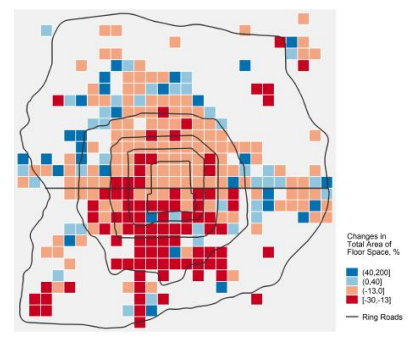 Changes in
Total Area of
Floor Space, %
(40,200]
(0,40]
(-13,0]
[-30,-13]
Ring Roads